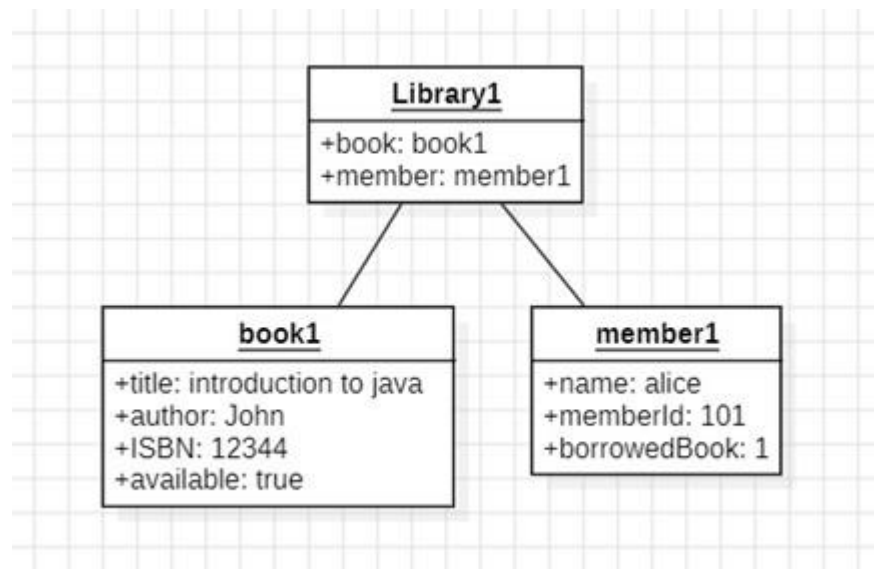 Library1
+book: book1
+member: member1
book1
+title: introduction to java
+author: John
+ISBN: 12344
+available: true
member1
+name: alice
+memberId: 101
+borrowedBook: 1